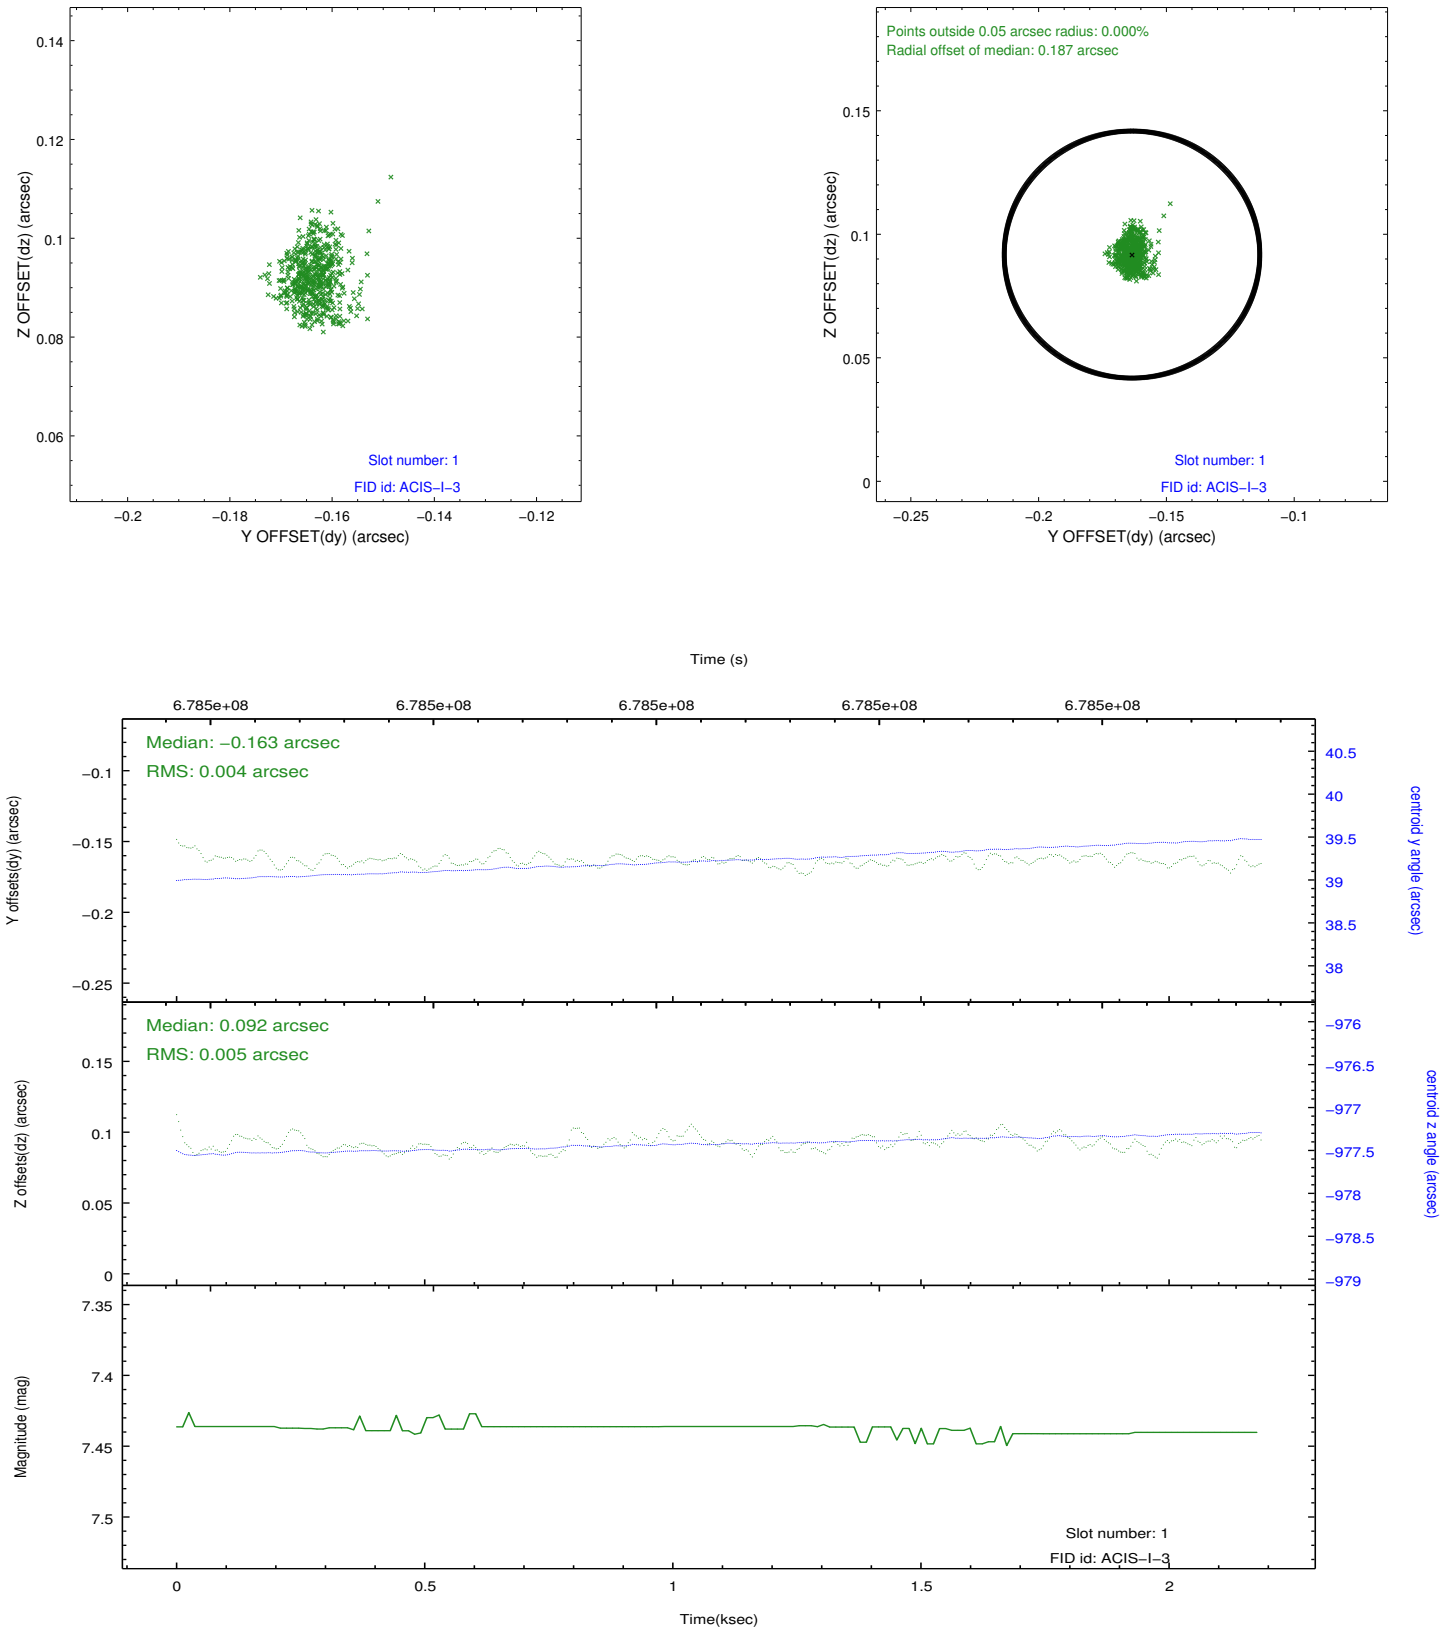 0.14
0.12
0.1
0.08
0.06
Z OFFSET(dz) (arcsec)
Slot number: 1
FID id: ACIS−I−3
−0.2
−0.18
−0.16
−0.14
−0.12
Y OFFSET(dy) (arcsec)
Points outside 0.05 arcsec radius: 0.000%
Radial offset of median: 0.187 arcsec
0.15
0.1
0.05
0
Z OFFSET(dz) (arcsec)
Slot number: 1
FID id: ACIS−I−3
−0.25
−0.2
−0.15
−0.1
Y OFFSET(dy) (arcsec)
Time (s)
6.785e+08
6.785e+08
6.785e+08
6.785e+08
6.785e+08
Median: −0.163 arcsec
RMS: 0.004 arcsec
−0.1
−0.15
−0.2
−0.25
Y offsets(dy) (arcsec)
40.5
40
39.5
39
38.5
38
centroid y angle (arcsec)
Median: 0.092 arcsec
RMS: 0.005 arcsec
0.15
0.1
0.05
0
Z offsets(dz) (arcsec)
−976
−976.5
−977
−977.5
−978
−978.5
−979
centroid z angle (arcsec)
7.35
7.4
7.45
7.5
Magnitude (mag)
Slot number: 1
FID id: ACIS−I−3
0
0.5
1
1.5
2
Time(ksec)